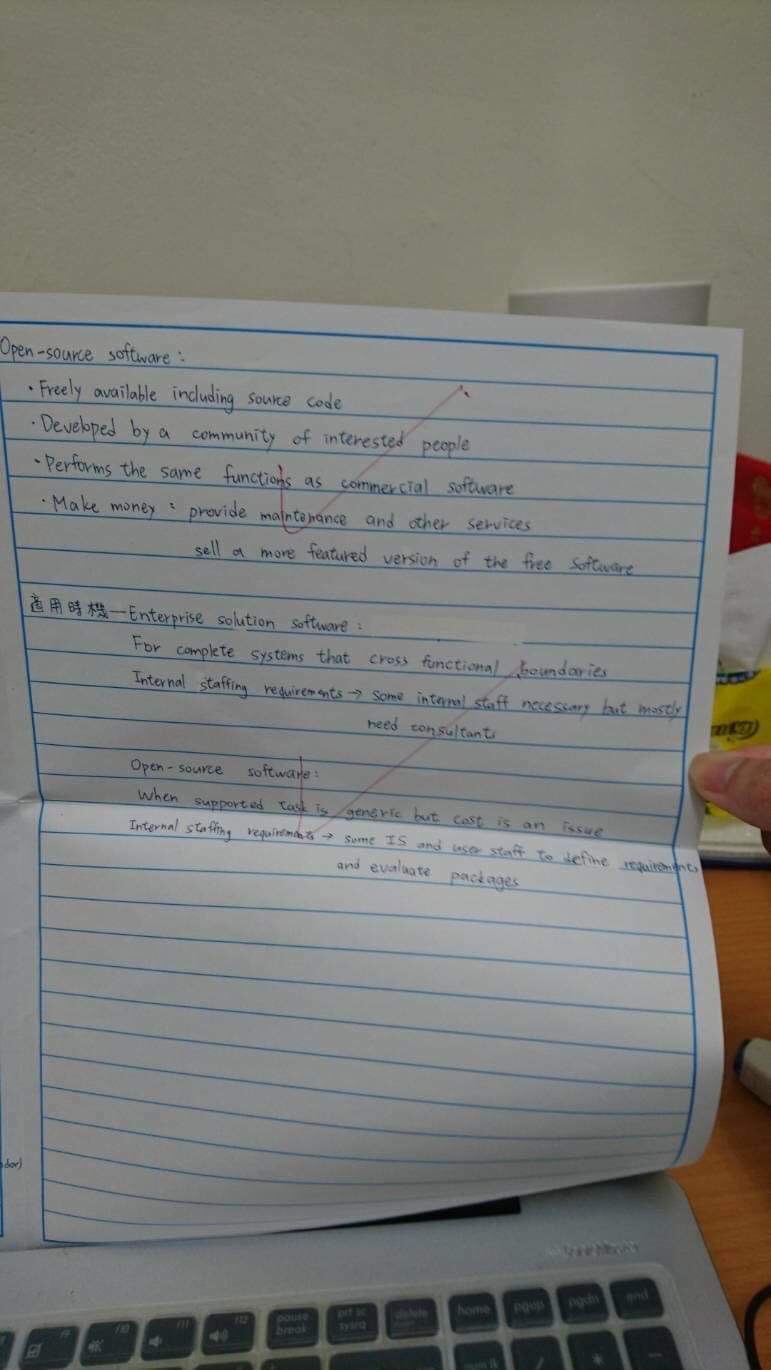 Open-source software :
· Freely available including source code
· Developed by a community of interested people
· Performs the same functions as commercial software
· Make money : provide maintenance and other services
sell a more featured version of the free software
適用時機—Enterprise solution software :
For complete systems that cross functional boundaries
Internal staffing requirements → some internal staff necessary but mostly
need consultants
Open-source software :
When supported task is generic but cost is an issue
Internal staffing requirements → some IS and user staff to define requirements
and evaluate packages
dor)
f9
f10
f11
f12
pause
break
prt sc
sysrq
delete
home
pgup
pgdn
end